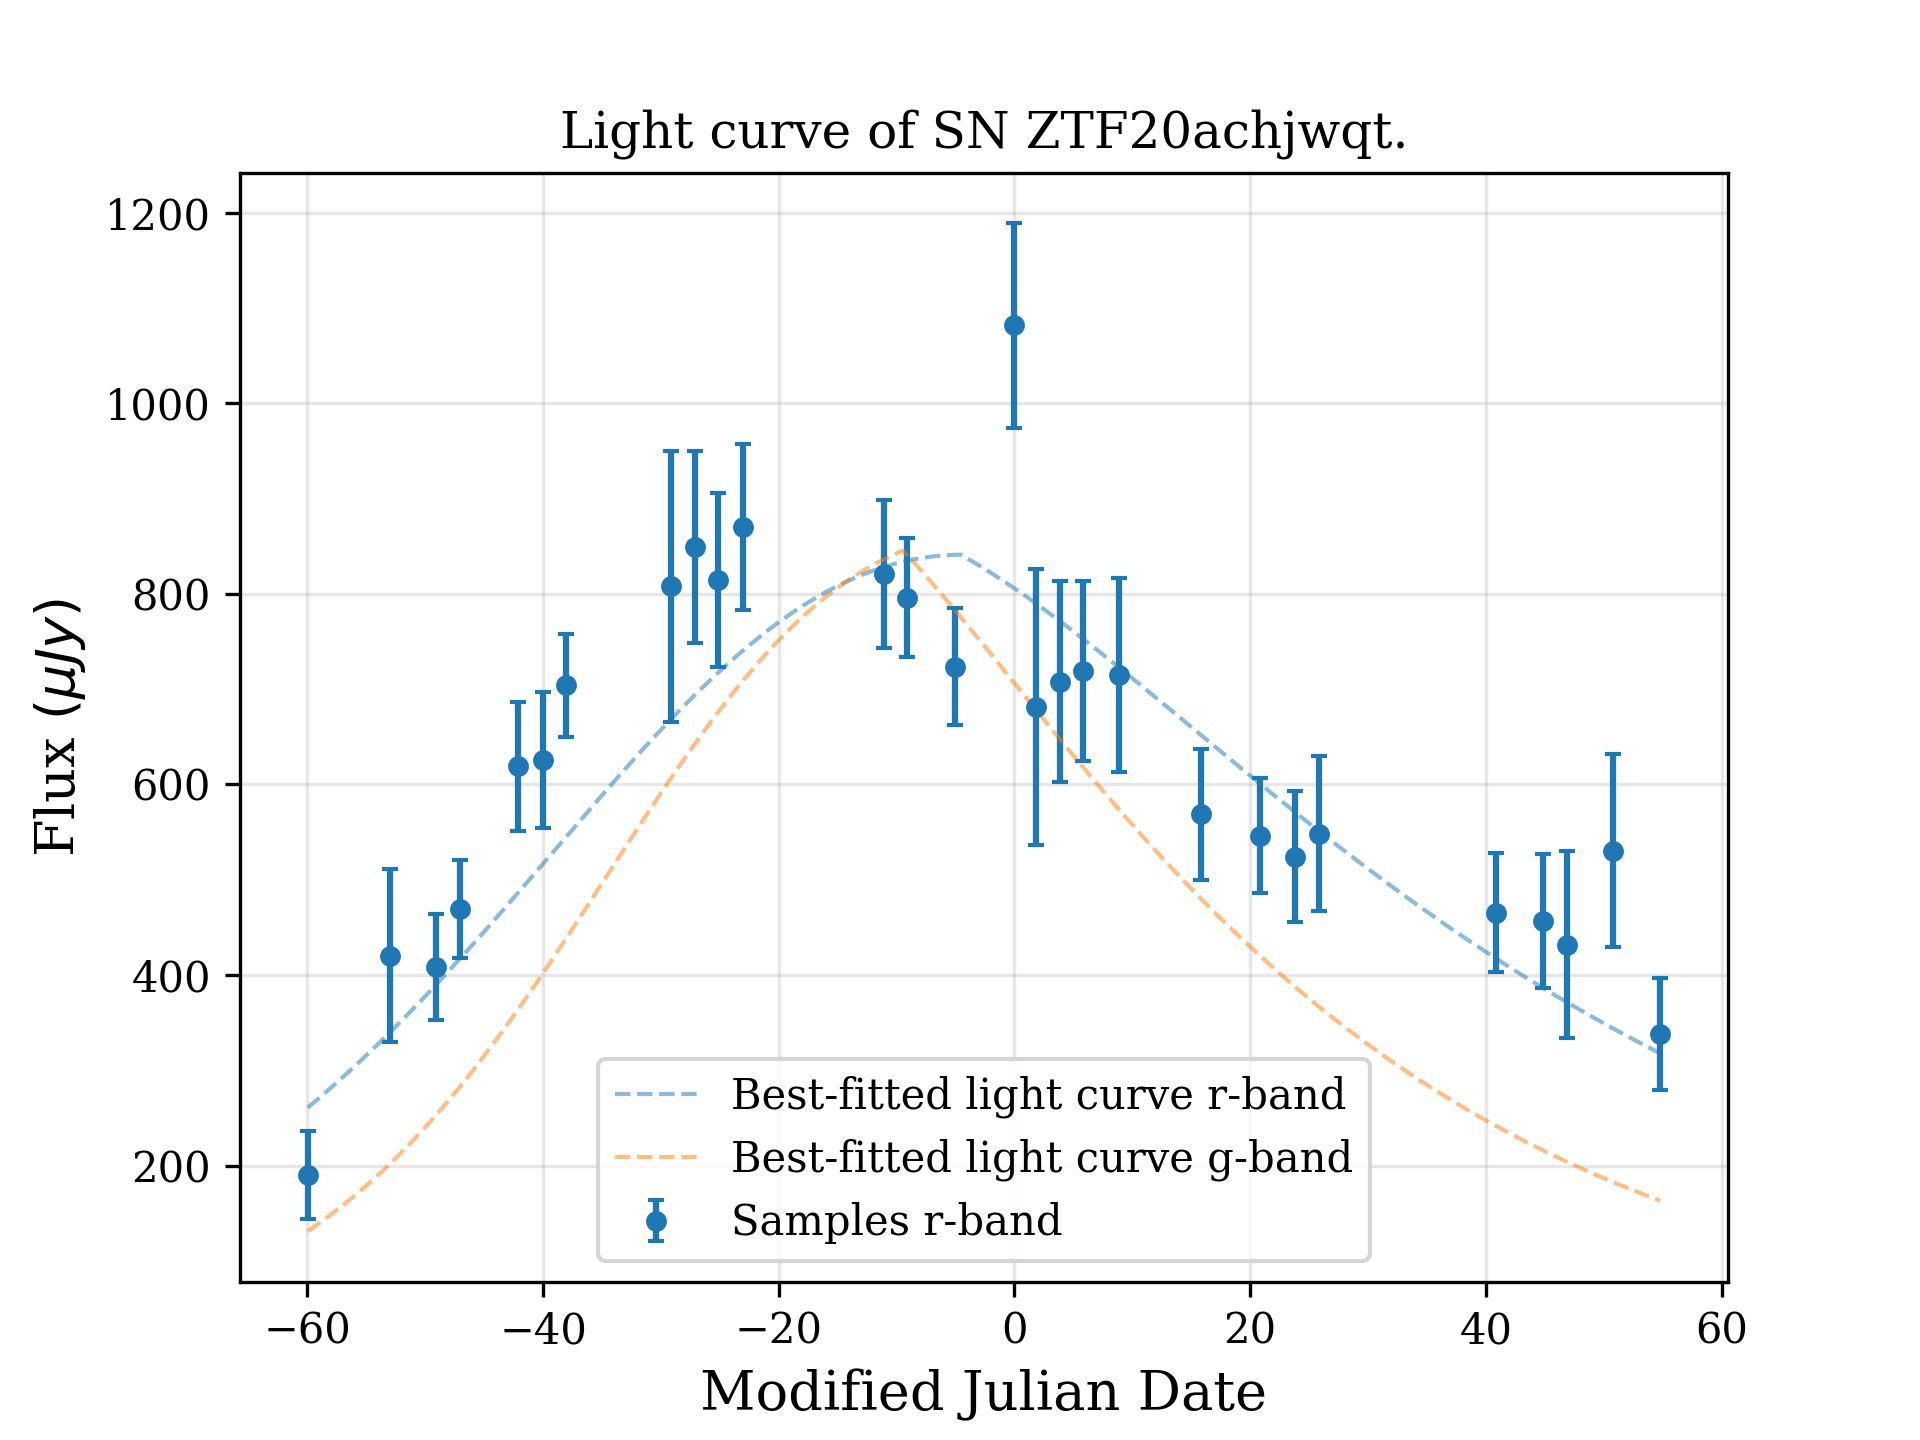 Light curve of SN ZTF20achjwqt.
1200
1000
800
600
400
200
Flux (μJy)
Best-fitted light curve r-band
Best-fitted light curve g-band
Samples r-band
−60 −40 −20 0 20 40 60
Modified Julian Date